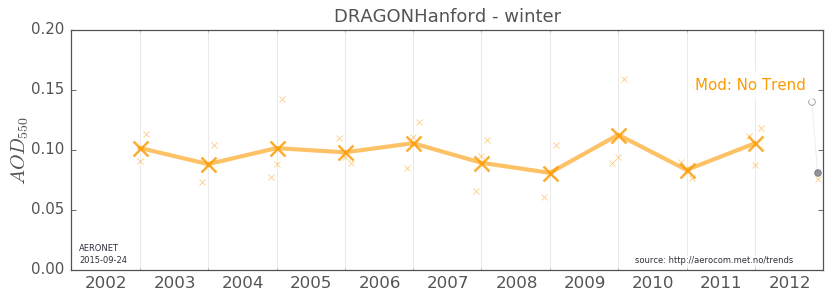 DRAGONHanford - winter
0.20
0.15
0.10
0.05
0.00
AOD550
Mod: No Trend
AERONET
2015-09-24
source: http://aerocom.met.no/trends
2002 2003 2004 2005 2006 2007 2008 2009 2010 2011 2012